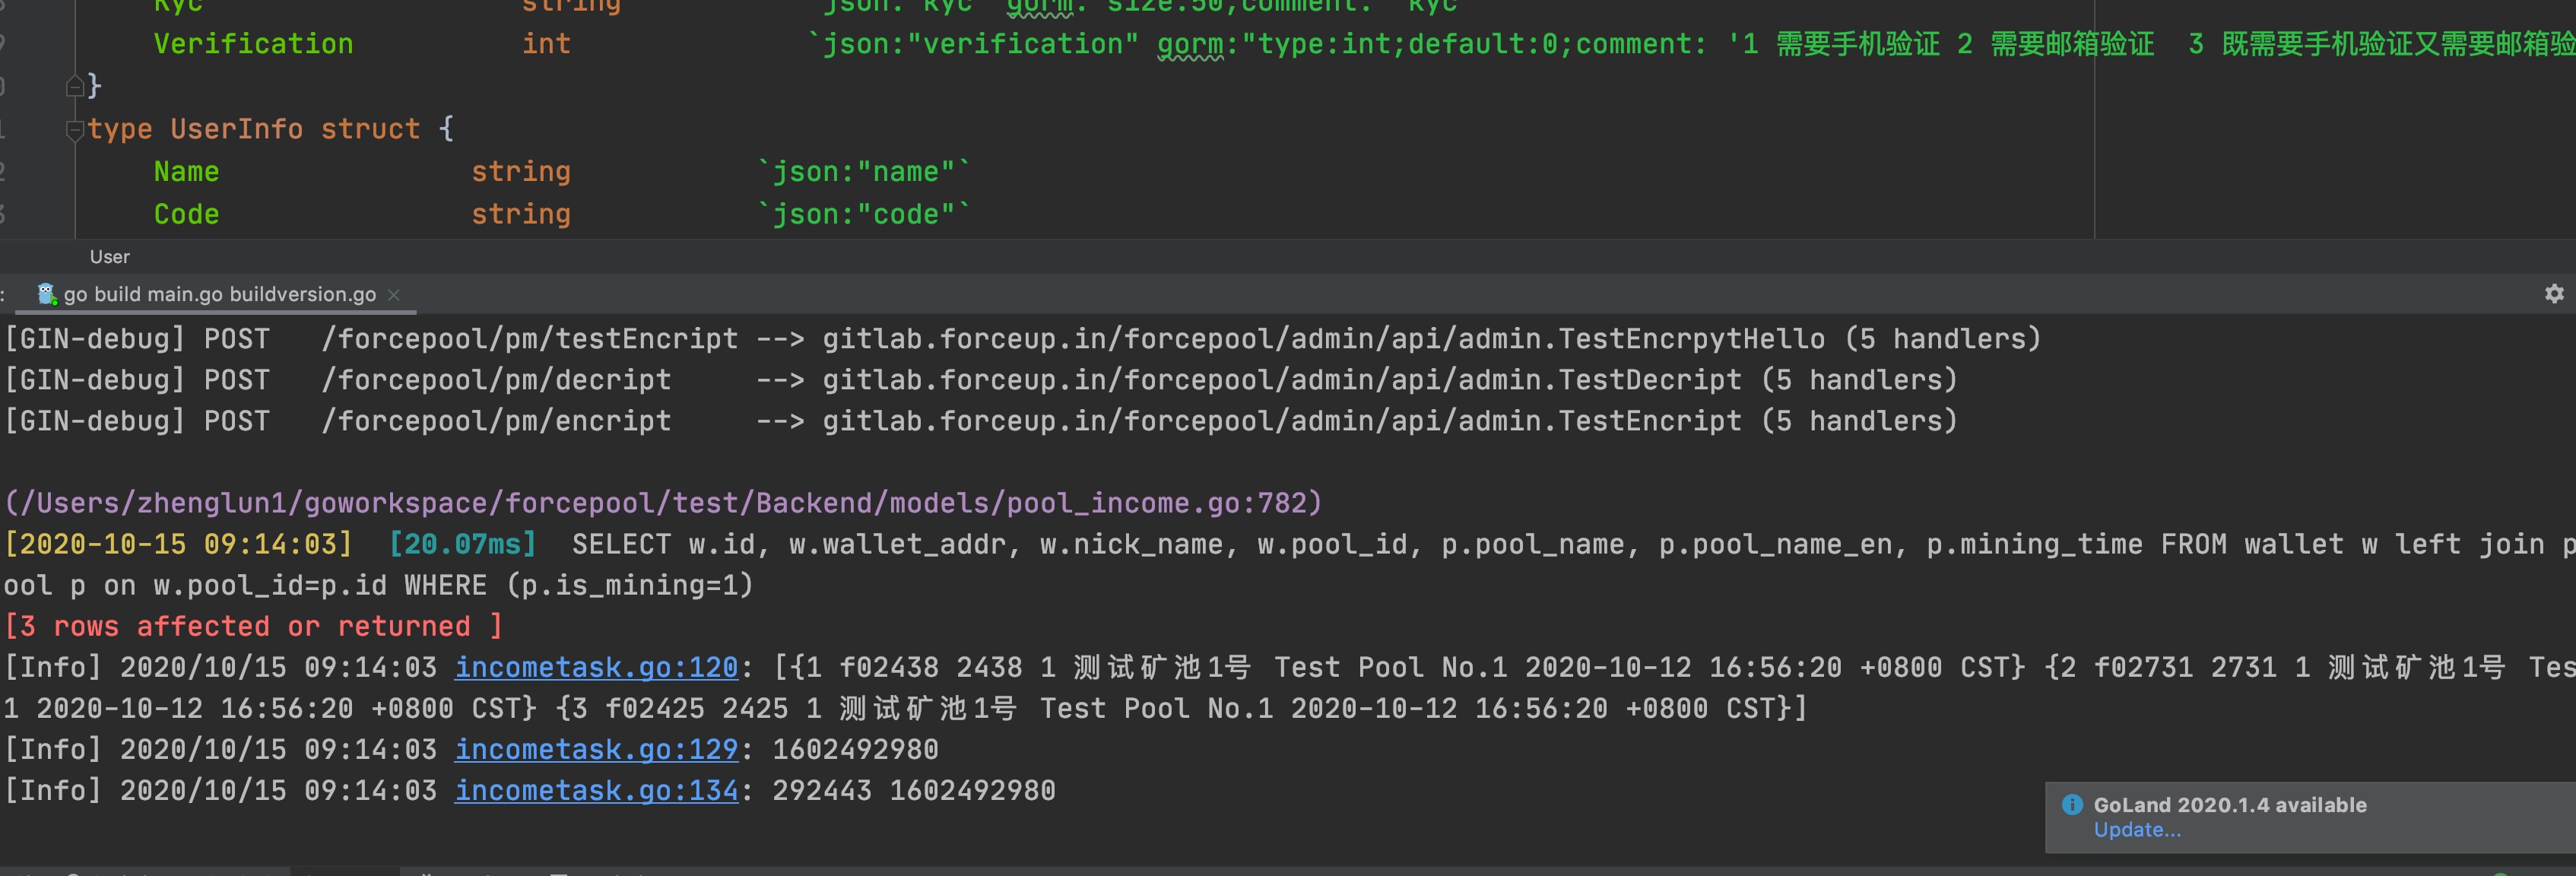 Kyc string `json:"kyc" gorm:"size:50;comment: 'kyc'
Verification int `json:"verification" gorm:"type:int;default:0;comment: '1 需要手机验证 2 需要邮箱验证 3 既需要手机验证又需要邮箱验
}
type UserInfo struct {
Name string `json:"name"`
Code string `json:"code"`
User
: go build main.go buildversion.go
[GIN-debug] POST /forcepool/pm/testEncript --> gitlab.forceup.in/forcepool/admin/api/admin.TestEncrpytHello (5 handlers)
[GIN-debug] POST /forcepool/pm/decript --> gitlab.forceup.in/forcepool/admin/api/admin.TestDecript (5 handlers)
[GIN-debug] POST /forcepool/pm/encript --> gitlab.forceup.in/forcepool/admin/api/admin.TestEncript (5 handlers)
(/Users/zhenglun1/goworkspace/forcepool/test/Backend/models/pool_income.go:782)
[2020-10-15 09:14:03] [20.07ms] SELECT w.id, w.wallet_addr, w.nick_name, w.pool_id, p.pool_name, p.pool_name_en, p.mining_time FROM wallet w left join p
ool p on w.pool_id=p.id WHERE (p.is_mining=1)
[3 rows affected or returned ]
[Info] 2020/10/15 09:14:03 incometask.go:120: [{1 f02438 2438 1 测试矿池1号 Test Pool No.1 2020-10-12 16:56:20 +0800 CST} {2 f02731 2731 1 测试矿池1号 Tes
1 2020-10-12 16:56:20 +0800 CST} {3 f02425 2425 1 测试矿池1号 Test Pool No.1 2020-10-12 16:56:20 +0800 CST}]
[Info] 2020/10/15 09:14:03 incometask.go:129: 1602492980
[Info] 2020/10/15 09:14:03 incometask.go:134: 292443 1602492980
GoLand 2020.1.4 available
Update...